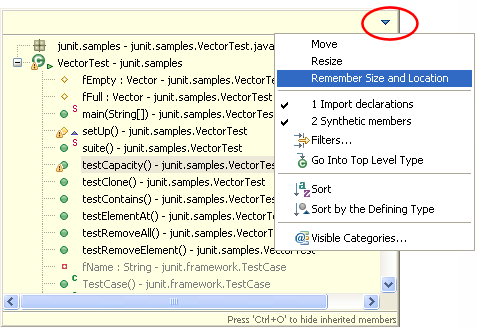 junit.samples - junit.samples.VectorTest.java
VectorTest - junit.samples
fEmpty : Vector - junit.samples.VectorTest
fFull : Vector - junit.samples.VectorTest
main(String[]) - junit.samples.VectorTest
setUp() - junit.samples.VectorTest
suite() - junit.samples.VectorTest
testCapacity() - junit.samples.VectorTest
testClone() - junit.samples.VectorTest
testContains() - junit.samples.VectorTest
testElementAt() - junit.samples.VectorTest
testRemoveAll() - junit.samples.VectorTest
testRemoveElement() - junit.samples.VectorTest
fName : String - junit.framework.TestCase
TestCase() - junit.framework.TestCase
Press 'Ctrl+O' to hide inherited members
Move
Resize
Remember Size and Location
1 Import declarations
2 Synthetic members
Filters...
Go Into Top Level Type
Sort
Sort by the Defining Type
Visible Categories...